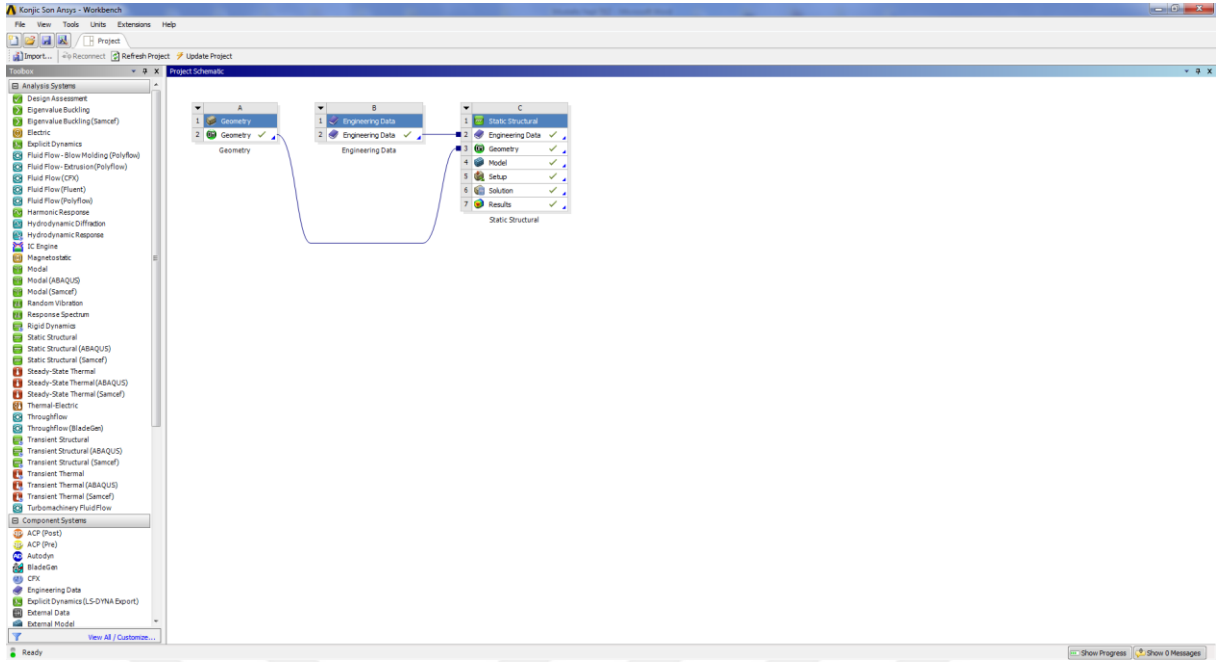 Konjic Son Ansys - Workbench
File View Tools Units Extensions Help
Project
Import... Reconnect Refresh Project Update Project
Toolbox
Project Schematic
Analysis Systems
Design Assessment
Eigenvalue Buckling
Eigenvalue Buckling (Samcef)
Electric
Explicit Dynamics
Fluid Flow - Blow Molding (Polyflow)
Fluid Flow - Extrusion (Polyflow)
Fluid Flow (CFX)
Fluid Flow (Fluent)
Fluid Flow (Polyflow)
Harmonic Response
Hydrodynamic Diffraction
Hydrodynamic Response
IC Engine
Magnetostatic
Modal
Modal (ABAQUS)
Modal (Samcef)
Random Vibration
Response Spectrum
Rigid Dynamics
Static Structural
Static Structural (ABAQUS)
Static Structural (Samcef)
Steady-State Thermal
Steady-State Thermal (ABAQUS)
Steady-State Thermal (Samcef)
Thermal-Electric
Throughflow
Throughflow (BladeGen)
Transient Structural
Transient Structural (ABAQUS)
Transient Structural (Samcef)
Transient Thermal
Transient Thermal (ABAQUS)
Transient Thermal (Samcef)
Turbomachinery Fluid Flow
Component Systems
ACP (Post)
ACP (Pre)
Autodyn
BladeGen
CFX
Engineering Data
Explicit Dynamics (LS-DYNA Export)
External Data
External Model
View All / Customize...
A
1 Geometry
2 Geometry
Geometry
B
1 Engineering Data
2 Engineering Data
Engineering Data
C
1 Static Structural
2 Engineering Data
3 Geometry
4 Model
5 Setup
6 Solution
7 Results
Static Structural
Ready
Show Progress Show 0 Messages